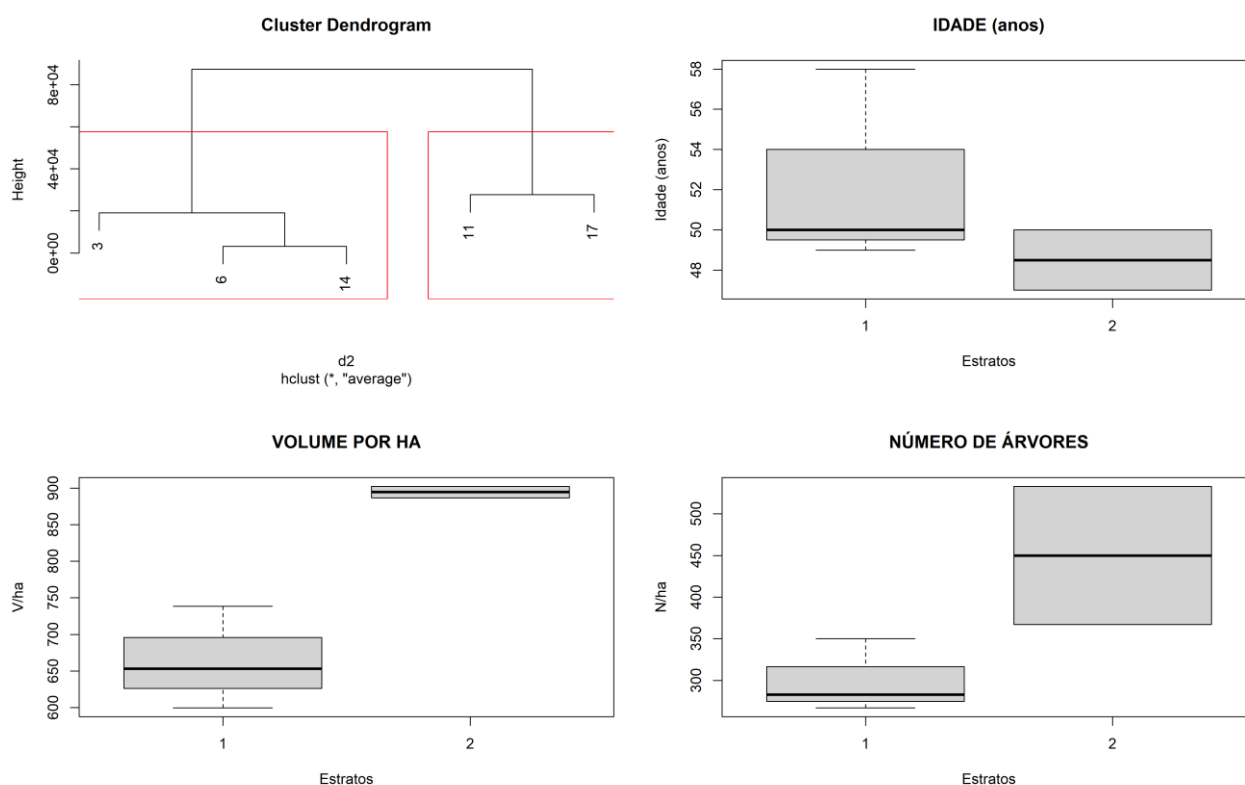 Cluster Dendrogram
Height
0e+00
4e+04
8e+04
3
6
14
11
17
d2
hclust (*, "average")
IDADE (anos)
Idade (anos)
48
50
52
54
56
58
1
2
Estratos
VOLUME POR HA
V/ha
600
650
700
750
800
850
900
1
2
Estratos
NÚMERO DE ÁRVORES
N/ha
300
350
400
450
500
1
2
Estratos